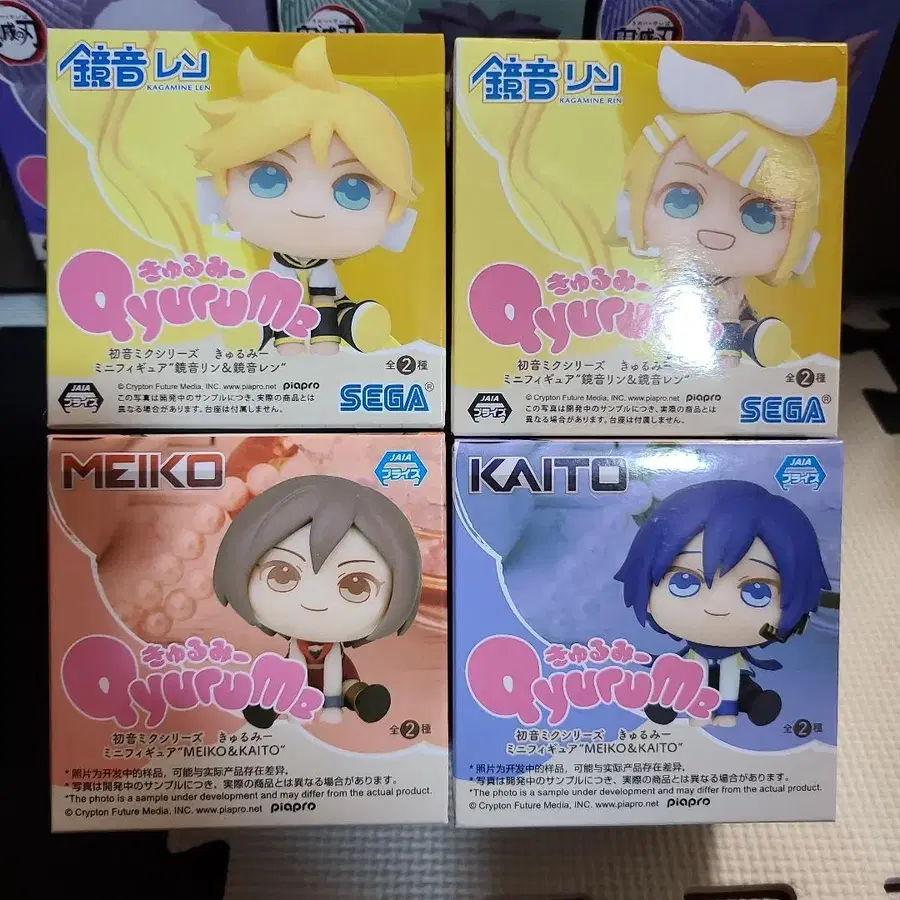 鏡音レン
KAGAMINE LEN
きゅるみー
QyuruMe
初音ミクシリーズ きゅるみー
ミニフィギュア"鏡音リン&鏡音レン"
全2種
© Crypton Future Media, INC. www.piapro.net piapro
JAIA
プライズ
この写真は開発中のサンプルにつき、実際の商品とは
異なる場合があります。台座は付属しません。
SEGA®
鏡音リン
KAGAMINE RIN
きゅるみー
QyuruMe
初音ミクシリーズ きゅるみー
ミニフィギュア"鏡音リン&鏡音レン"
全2種
© Crypton Future Media, INC. www.piapro.net piapro
JAIA
プライズ
この写真は開発中のサンプルにつき、実際の商品とは
異なる場合があります。台座は付属しません。
SEGA®
MEIKO
JAIA
プライズ
きゅるみー
QyuruMe
初音ミクシリーズ きゅるみー
ミニフィギュア"MEIKO&KAITO"
全2種
*照片为开发中的样品，可能与实际产品存在差异。
*写真は開発中のサンプルにつき、実際の商品とは異なる場合があります。
*The photo is a sample under development and may differ from the actual product.
© Crypton Future Media, INC. www.piapro.net piapro
KAITO
JAIA
プライズ
きゅるみー
QyuruMe
初音ミクシリーズ きゅるみー
ミニフィギュア"MEIKO&KAITO"
全2種
*照片为开发中的样品，可能与实际产品存在差异。
*写真は開発中のサンプルにつき、実際の商品とは異なる場合があります。
*The photo is a sample under development and may differ from the actual product.
© Crypton Future Media, INC. www.piapro.net piapro